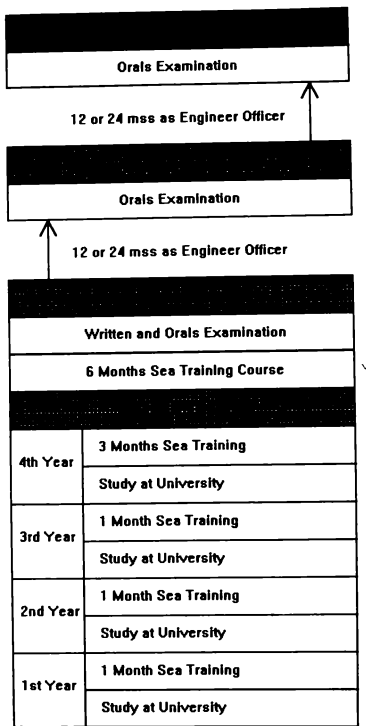 Orals Examination
12 or 24 mss as Engineer Officer
Orals Examination
12 or 24 mss as Engineer Officer
Written and Orals Examination
6 Months Sea Training Course
4th Year
3 Months Sea Training
Study at University
3rd Year
1 Month Sea Training
Study at University
2nd Year
1 Month Sea Training
Study at University
1st Year
1 Month Sea Training
Study at University